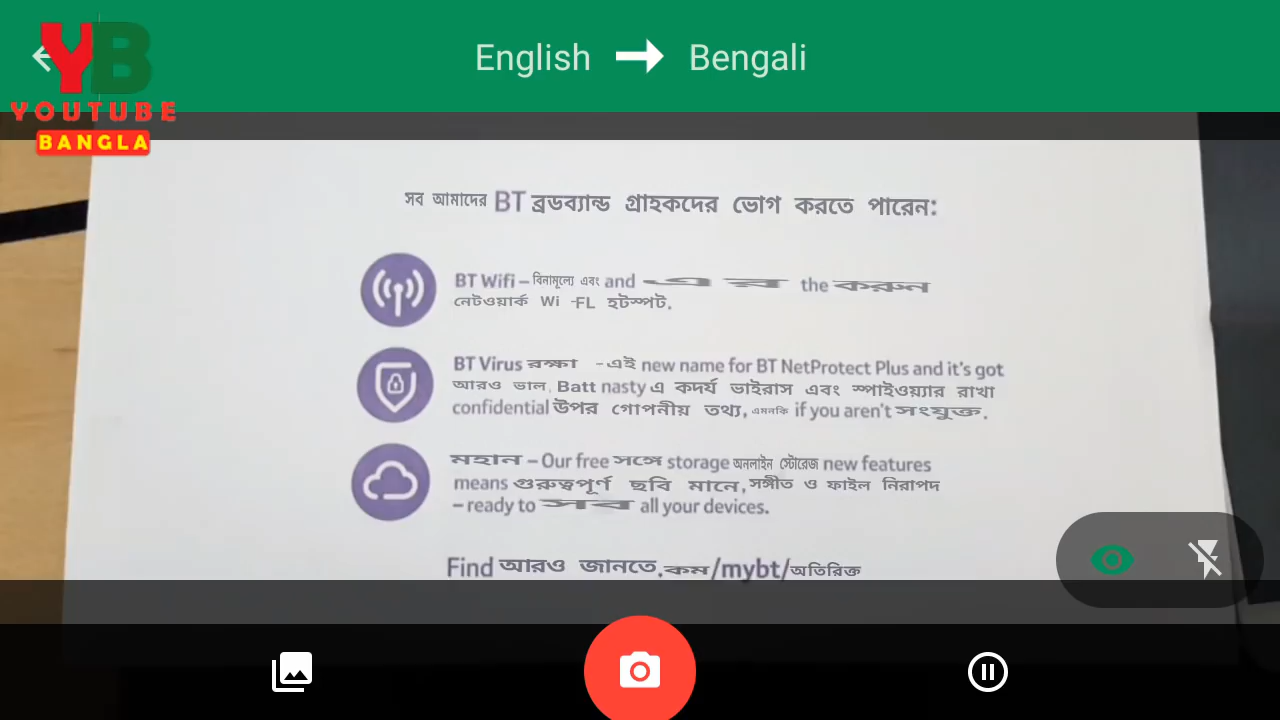 English → Bengali
YB
YOUTUBE
BANGLA
সব আমাদের BT ব্রডব্যান্ড গ্রাহকদের ভোগ করতে পারেন:
BT Wifi – বিনামূল্যে এবং and এ র the করুন
নেটওয়ার্ক Wi -FL হটস্পট.
BT Virus রক্ষা -এই new name for BT NetProtect Plus and it's got
আরও ভাল. Batt nasty এ কদর্য ভাইরাস এবং স্পাইওয়্যার রাখা
confidential উপর গোপনীয় তথ্য, এমনকি if you aren't সংযুক্ত.
মহান – Our free সঙ্গে storage অনলাইন স্টোরেজ new features
means গুরুত্বপূর্ণ ছবি মানে, সঙ্গীত ও ফাইল নিরাপদ
– ready to সব all your devices.
Find আরও জানতে.কম/mybt/অতিরিক্ত